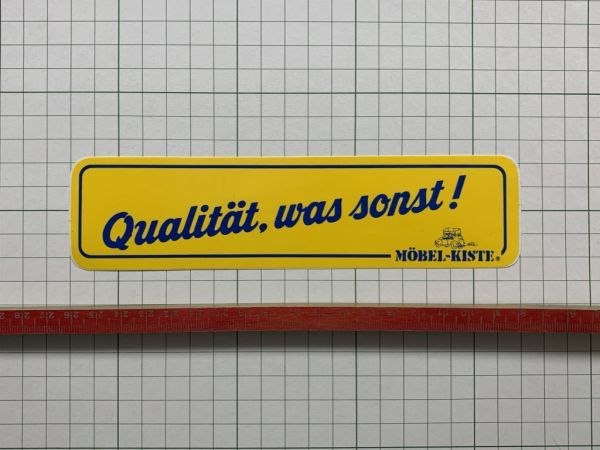 Qualität, was sonst!
MÖBEL-KISTE®